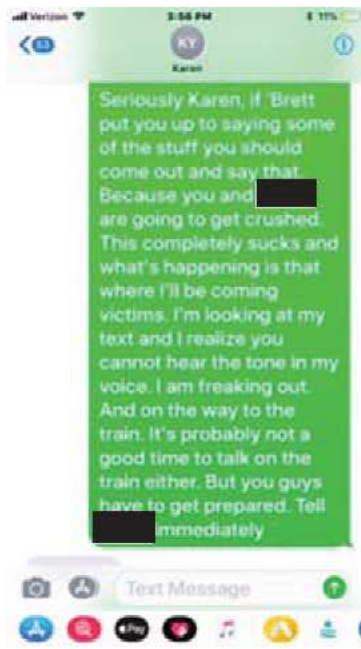 Verizon 3:56 PM 11%
53
KY
Karen
Seriously Karen, if 'Brett
put you up to saying some
of the stuff you should
come out and say that.
Because you and
are going to get crushed.
This completely sucks and
what's happening is that
where I'll be coming
victims. I'm looking at my
text and I realize you
cannot hear the tone in my
voice. I am freaking out.
And on the way to the
train. It's probably not a
good time to talk on the
train either. But you guys
have to get prepared. Tell
immediately
Text Message
Pay